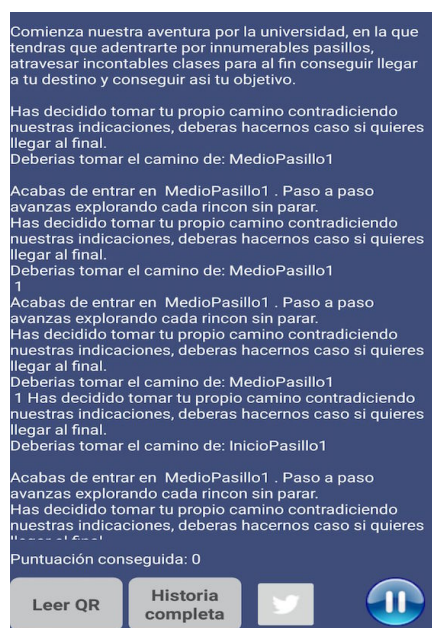 Comienza nuestra aventura por la universidad, en la que
tendras que adentrarte por innumerables pasillos,
atravesar incontables clases para al fin conseguir llegar
a tu destino y conseguir asi tu objetivo.
Has decidido tomar tu propio camino contradiciendo
nuestras indicaciones, deberas hacernos caso si quieres
llegar al final.
Deberias tomar el camino de: MedioPasillo1
Acabas de entrar en  MedioPasillo1 . Paso a paso
avanzas explorando cada rincon sin parar.
Has decidido tomar tu propio camino contradiciendo
nuestras indicaciones, deberas hacernos caso si quieres
llegar al final.
Deberias tomar el camino de: MedioPasillo1
1
Acabas de entrar en  MedioPasillo1 . Paso a paso
avanzas explorando cada rincon sin parar.
Has decidido tomar tu propio camino contradiciendo
nuestras indicaciones, deberas hacernos caso si quieres
llegar al final.
Deberias tomar el camino de: MedioPasillo1
1 Has decidido tomar tu propio camino contradiciendo
nuestras indicaciones, deberas hacernos caso si quieres
llegar al final.
Deberias tomar el camino de: InicioPasillo1
Acabas de entrar en  MedioPasillo1 . Paso a paso
avanzas explorando cada rincon sin parar.
Has decidido tomar tu propio camino contradiciendo
nuestras indicaciones, deberas hacernos caso si quieres
Puntuación conseguida: 0
Leer QR
Historia
completa